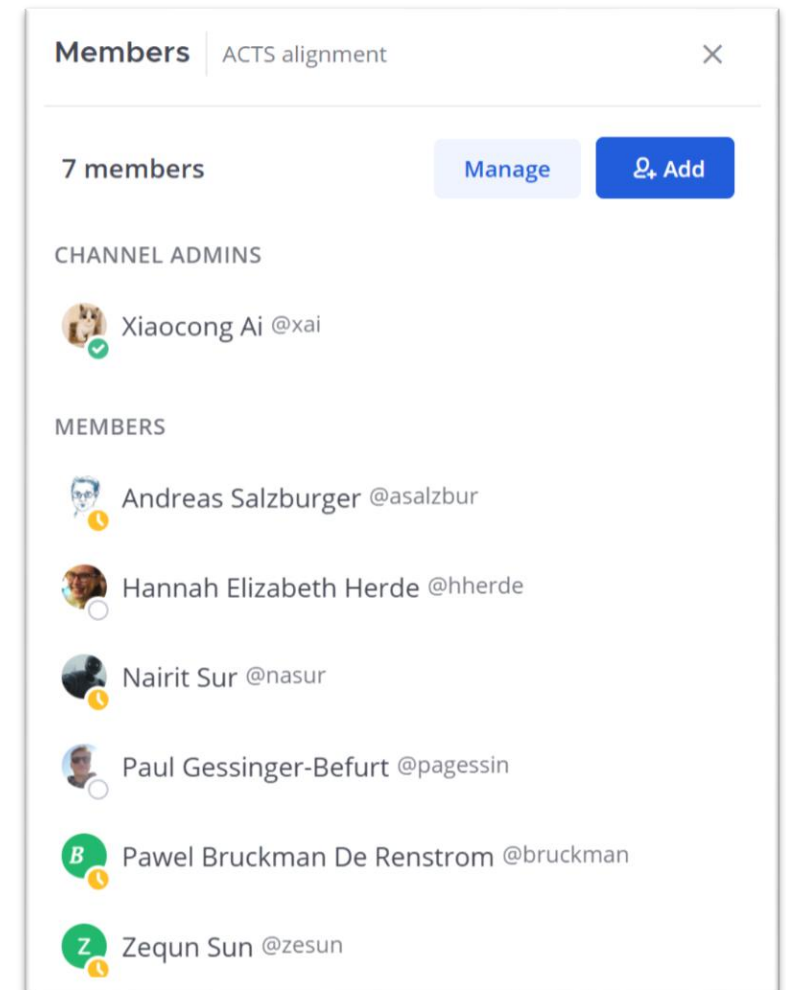 Members ACTS alignment
7 members Manage Add
CHANNEL ADMINS
Xiaocong Ai @xai
MEMBERS
Andreas Salzburger @asalzbur
Hannah Elizabeth Herde @hherde
Nairit Sur @nasur
Paul Gessinger-Befurt @pagessin
B Pawel Bruckman De Renstrom @bruckman
Z Zequn Sun @zesun